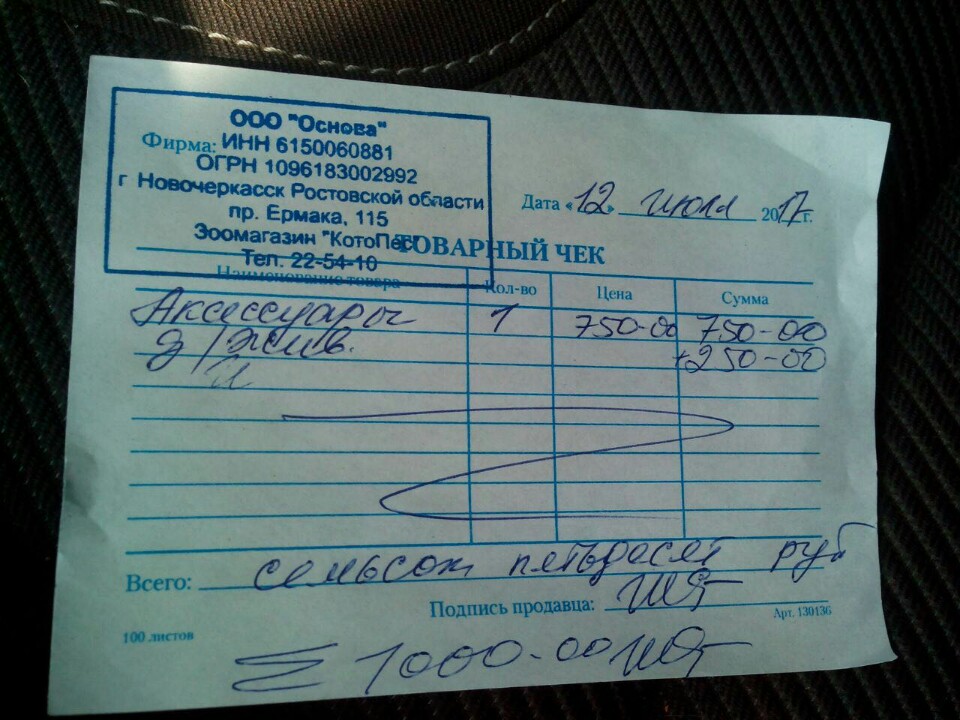 ООО "Основа"
Фирма: ИНН 6150060881
ОГРН 1096183002992
г Новочеркасск Ростовской области
пр. Ермака, 115
Зоомагазин "КотоПес"
Тел. 22-54-10
Дата «12» июля 2017 г.
ТОВАРНЫЙ ЧЕК
Наименование товара Кол-во Цена Сумма
Аксессуары 1 750-00 750-00
д/жив. +250-00
Всего: семьсот пятьдесят руб
Подпись продавца:
Арт. 130136
100 листов
= 1000-00